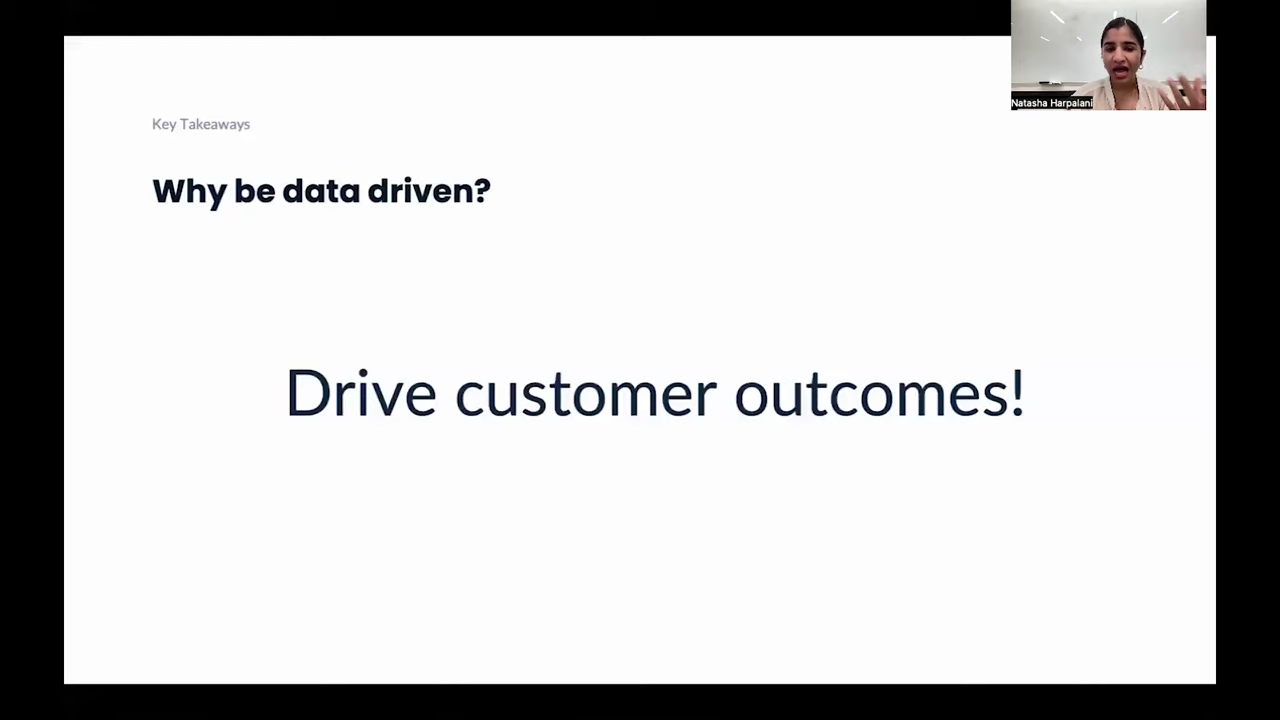 Key Takeaways
Why be data driven?
Drive customer outcomes!
Natasha Harpalani